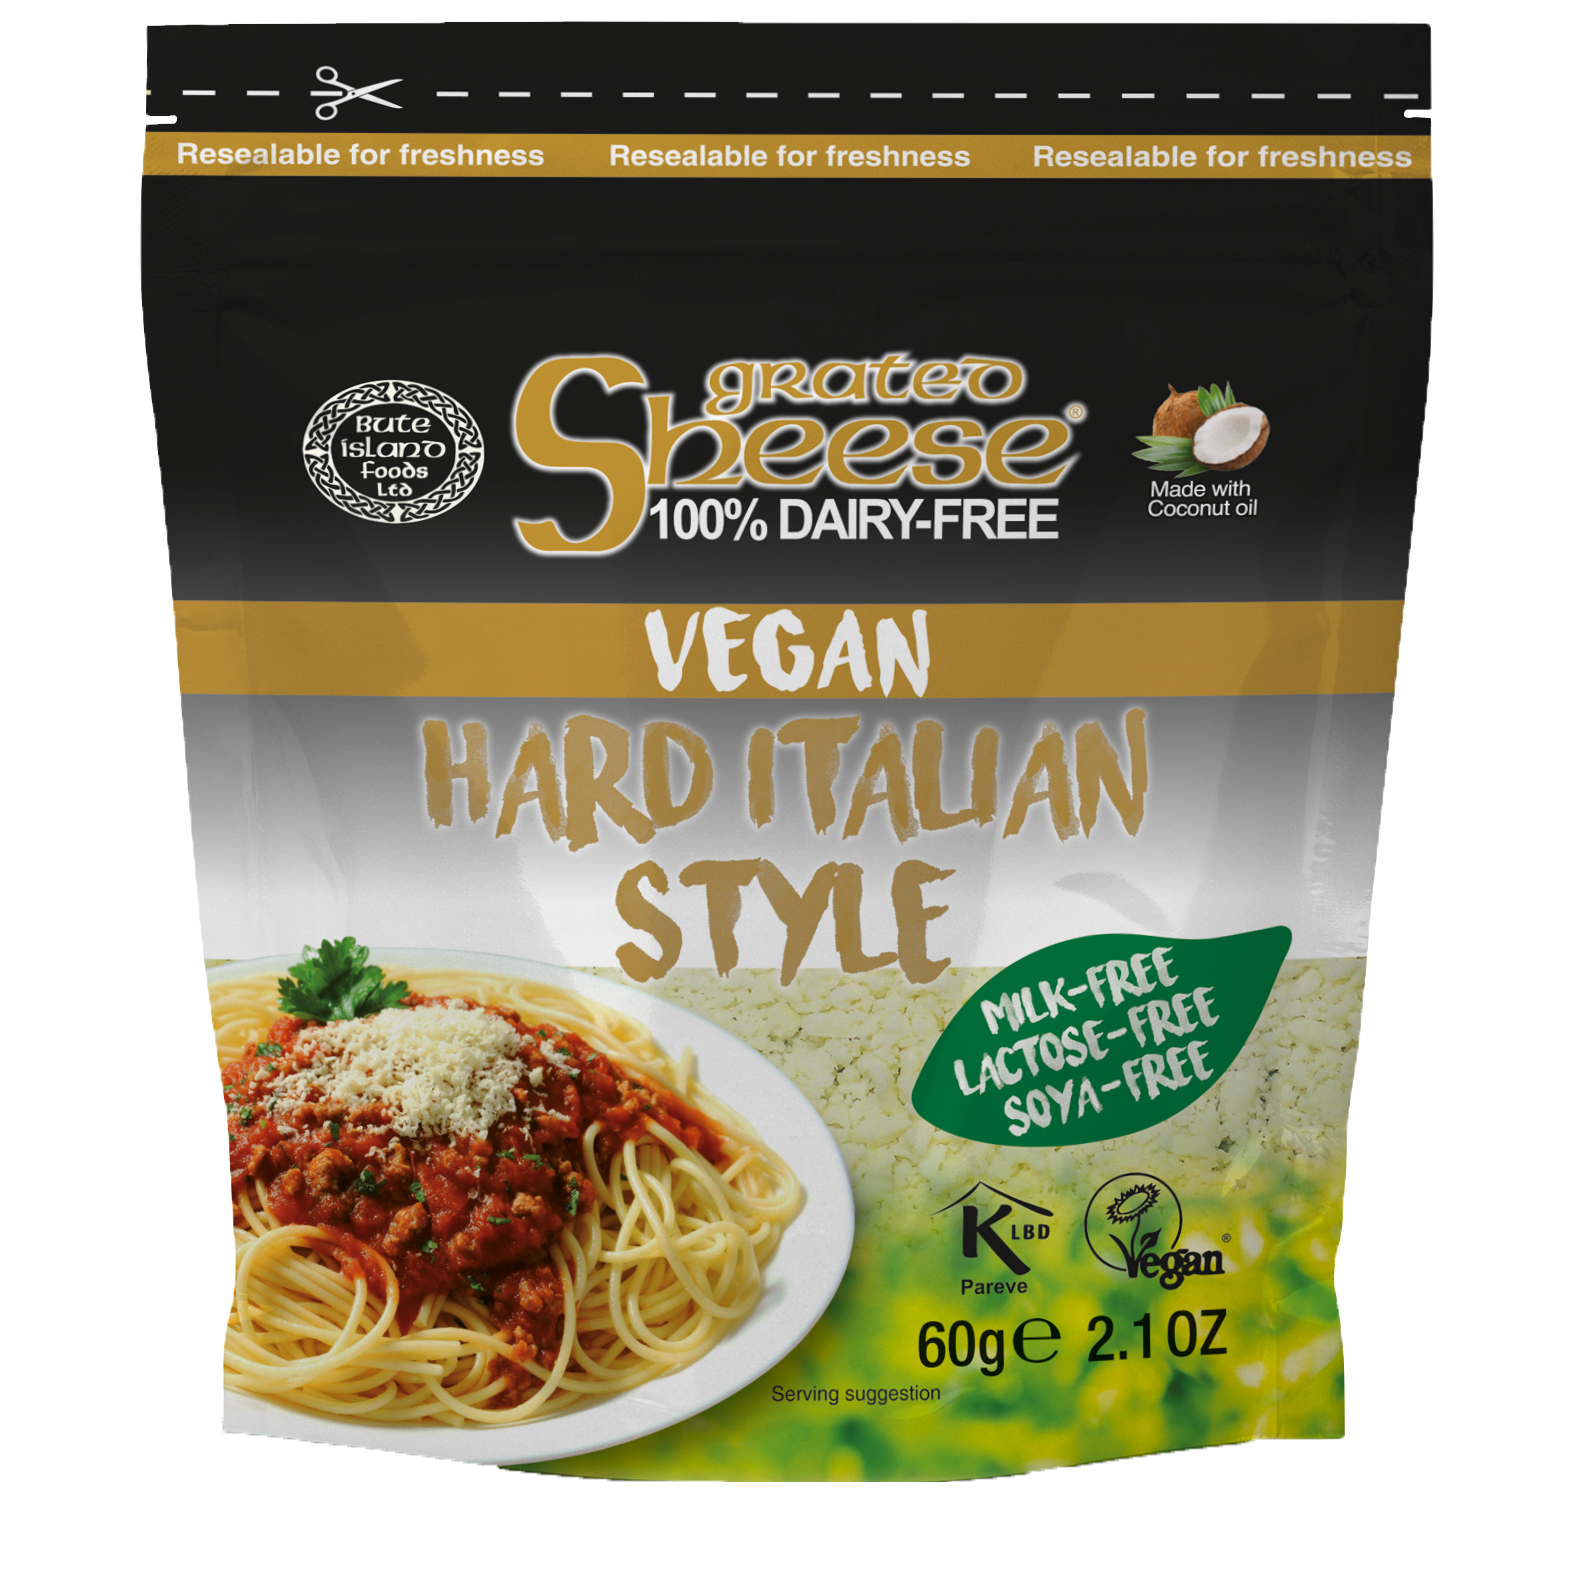 Resealable for freshness Resealable for freshness Resealable for freshness
Bute
island
Foods
Ltd
grated
Sheese®
100% DAIRY-FREE
Made with
Coconut oil
VEGAN
HARD ITALIAN
STYLE
MILK-FREE
LACTOSE-FREE
SOYA-FREE
K LBD
Pareve
Vegan®
60g℮ 2.1 OZ
Serving suggestion